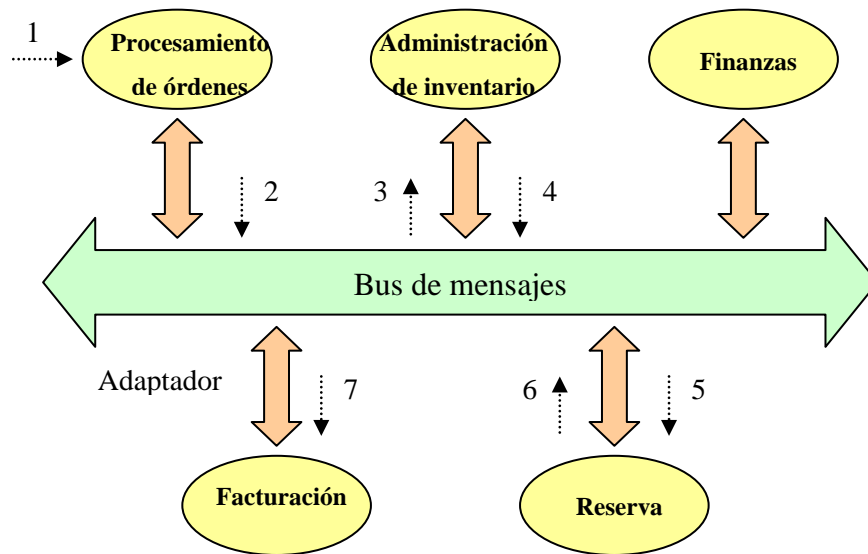 1
Procesamiento
de órdenes
Administración
de inventario
Finanzas
2
3
4
Bus de mensajes
Adaptador
7
6
5
Facturación
Reserva